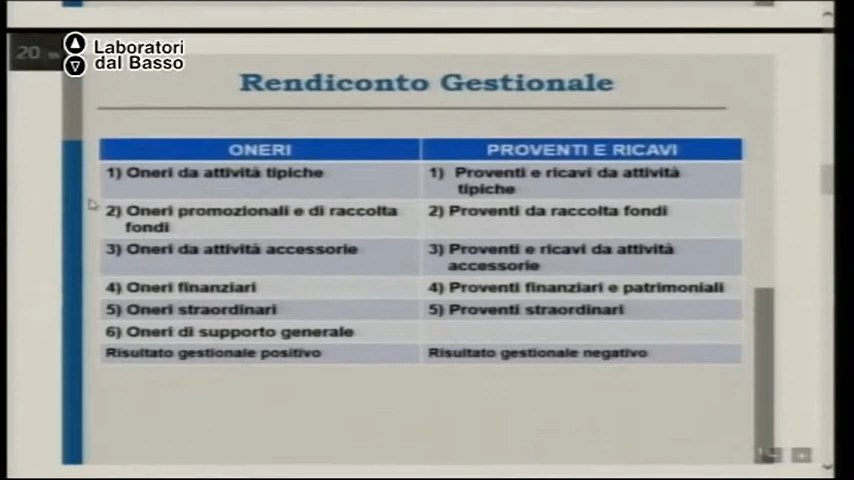 20
Laboratori
dal Basso
Rendiconto Gestionale
ONERI
PROVENTI E RICAVI
1) Oneri da attività tipiche
1) Proventi e ricavi da attività
tipiche
2) Oneri promozionali e di raccolta
fondi
2) Proventi da raccolta fondi
3) Oneri da attività accessorie
3) Proventi e ricavi da attività
accessorie
4) Oneri finanziari
4) Proventi finanziari e patrimoniali
5) Oneri straordinari
5) Proventi straordinari
6) Oneri di supporto generale
Risultato gestionale positivo
Risultato gestionale negativo